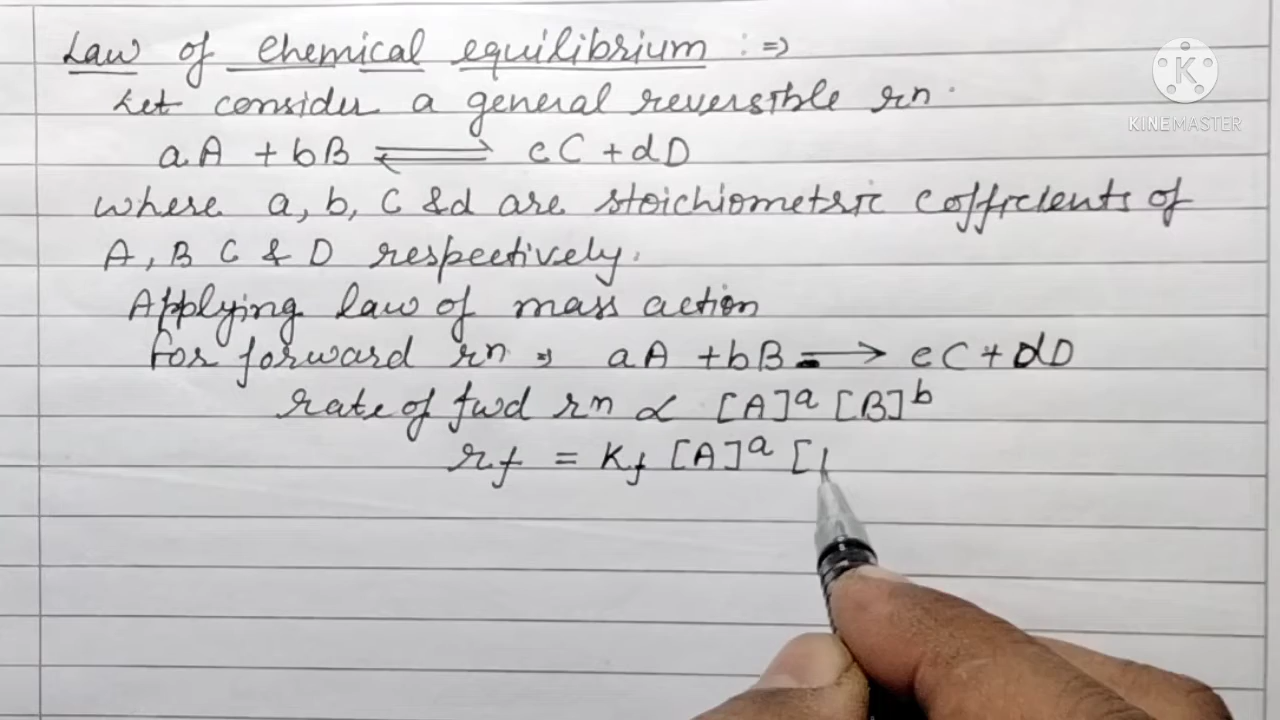 Law of chemical equilibrium : ⇒
Let consider a general reversible rn.
aA + bB ⇌ cC + dD
where a, b, C & d are stoichiometric cofficients of
A, B C & D respectively.
Applying law of mass action
for forward rn ⇒ aA + bB → cC + dD
rate of fwd rn ∝ [A]ᵃ [B]ᵇ
rf = Kf [A]ᵃ [
K
KINEMASTER